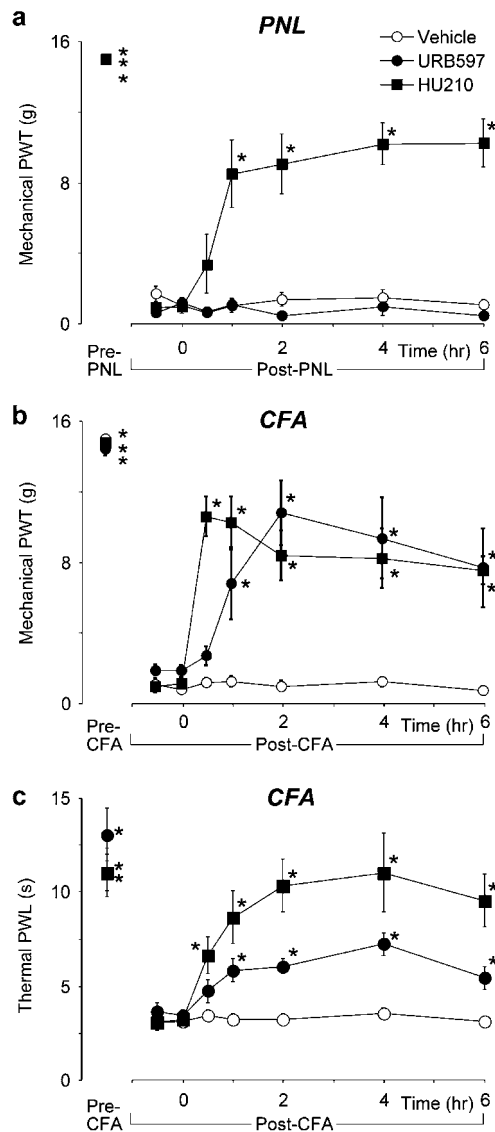 a
PNL
16
8
0
Mechanical PWT (g)
Vehicle
URB597
HU210
*
*
*
* * * *
Pre-PNL
0 2 4 Time (hr) 6
Post-PNL
b
CFA
16
8
0
Mechanical PWT (g)
*
*
*
* * * * *
* * * *
Pre-CFA
0 2 4 Time (hr) 6
Post-CFA
c
CFA
15
10
5
0
Thermal PWL (s)
*
*
*
* * * * *
* * * *
Pre-CFA
0 2 4 Time (hr) 6
Post-CFA